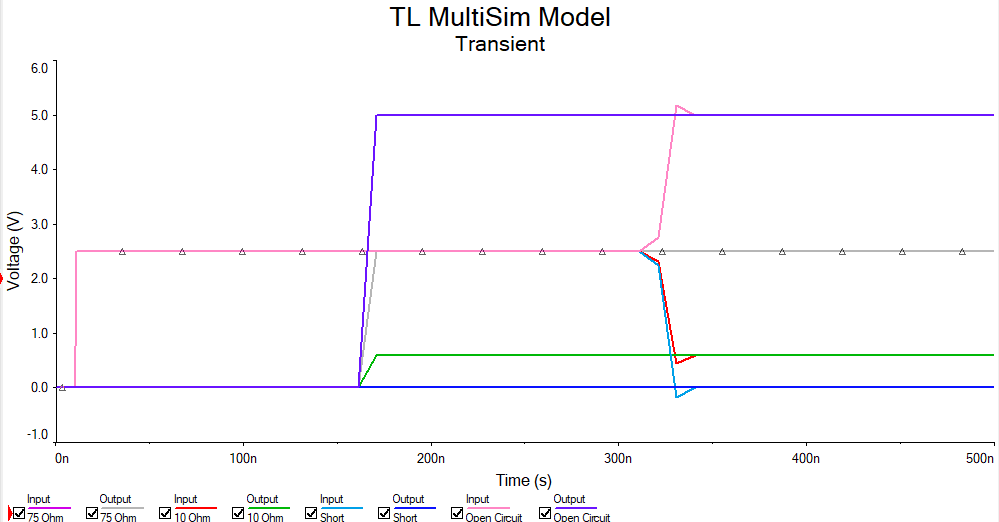 TL MultiSim Model
Transient
6.0
5.0
4.0
3.0
2.0
1.0
0.0
-1.0
Voltage (V)
0n 100n 200n 300n 400n 500n
Time (s)
Input Output Input Output Input Output Input Output
75 Ohm 75 Ohm 10 Ohm 10 Ohm Short Short Open Circuit Open Circuit